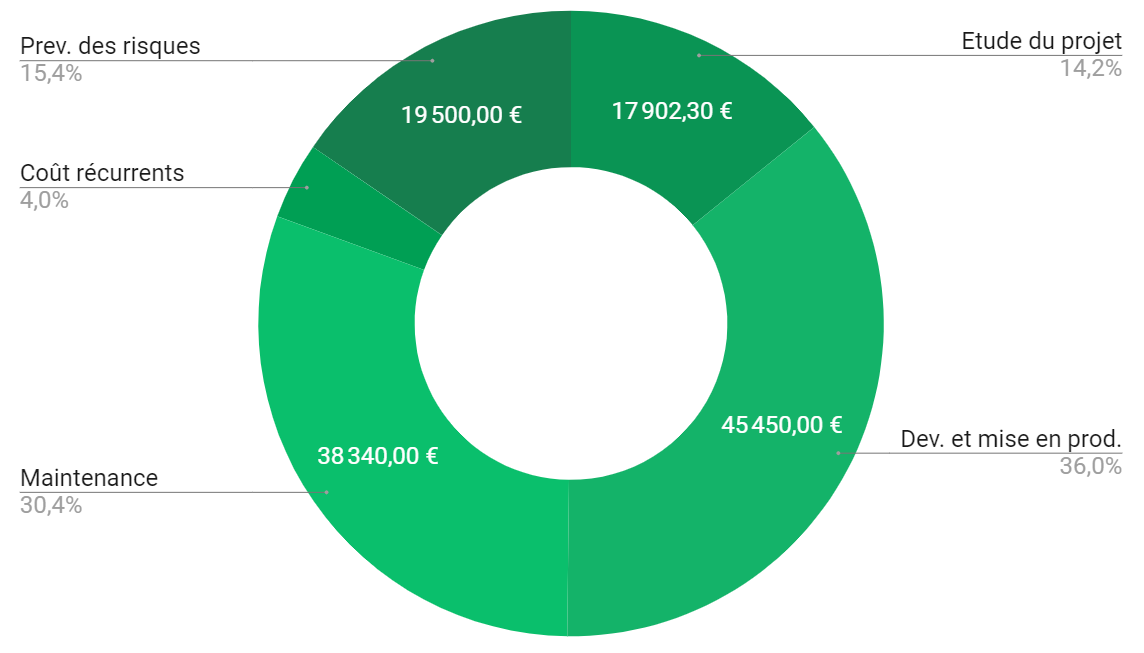 Prev. des risques
15,4%
Etude du projet
14,2%
19 500,00 €
17 902,30 €
Coût récurrents
4,0%
45 450,00 €
Dev. et mise en prod.
36,0%
38 340,00 €
Maintenance
30,4%